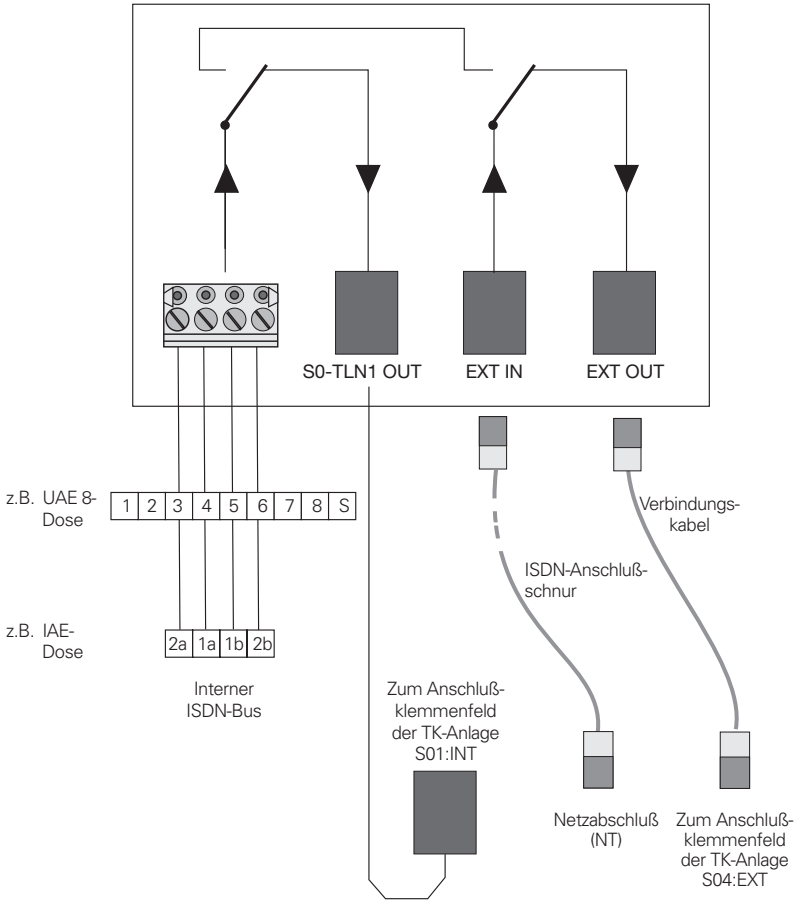 S0-TLN1 OUT
EXT IN
EXT OUT
z.B. UAE 8-
Dose
1 2 3 4 5 6 7 8 S
Verbindungs-
kabel
ISDN-Anschluß-
schnur
z.B. IAE-
Dose
2a 1a 1b 2b
Interner
ISDN-Bus
Zum Anschluß-
klemmenfeld
der TK-Anlage
S01:INT
Netzabschluß
(NT)
Zum Anschluß-
klemmenfeld
der TK-Anlage
S04:EXT